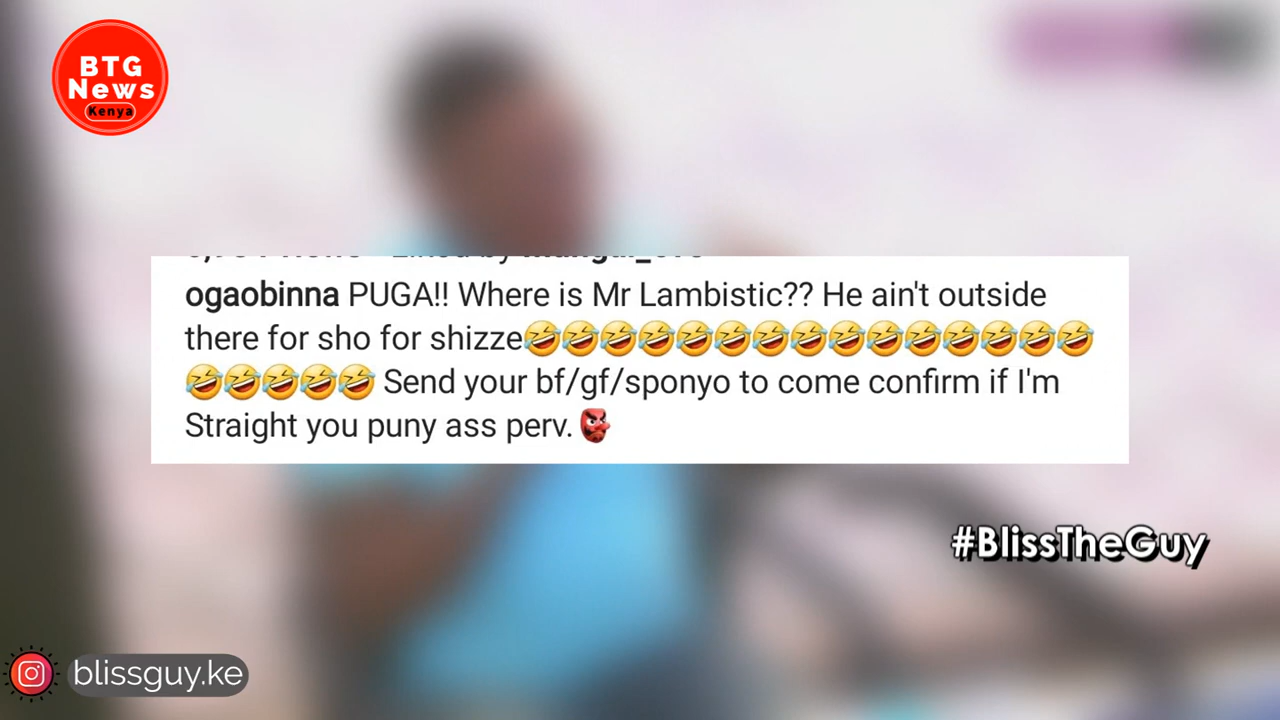 BTG
News
Kenya
ogaobinna PUGA!! Where is Mr Lambistic?? He ain't outside
there for sho for shizze🤣🤣🤣🤣🤣🤣🤣🤣🤣🤣🤣🤣🤣🤣🤣
🤣🤣🤣🤣🤣 Send your bf/gf/sponyo to come confirm if I'm
Straight you puny ass perv.👺
#BlissTheGuy
blissguy.ke